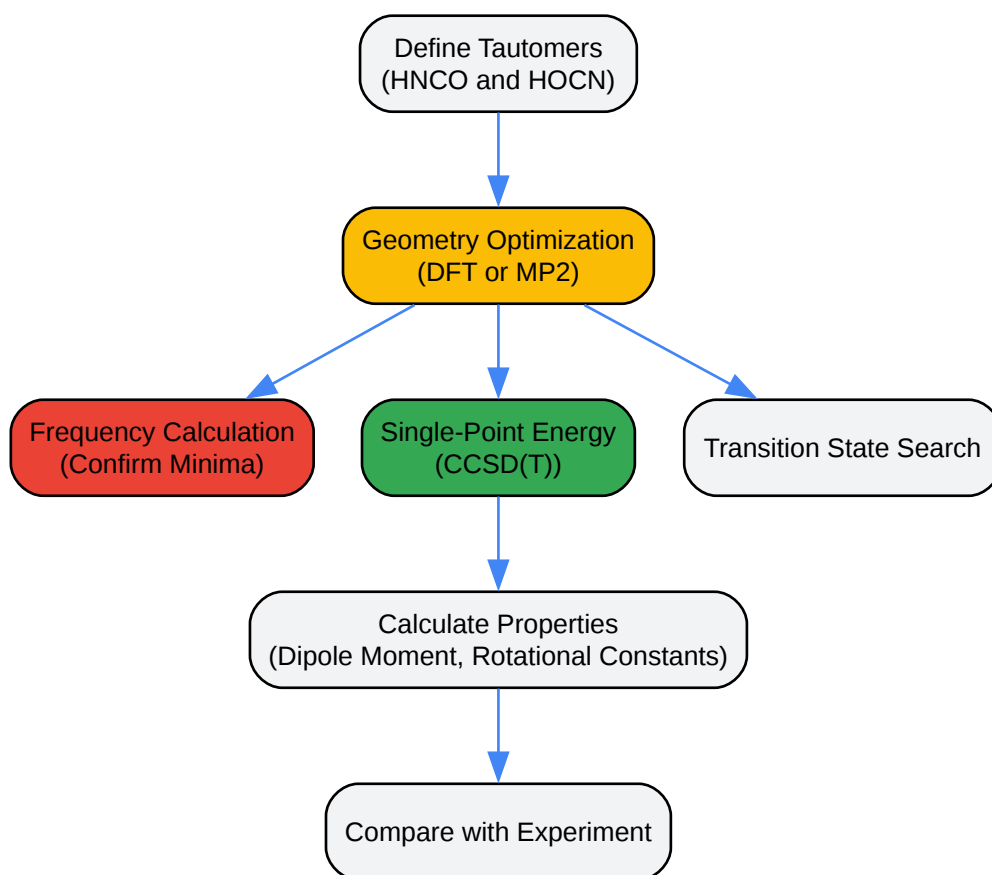 Define Tautomers
(HNCO and HOCN)
Geometry Optimization
(DFT or MP2)
Frequency Calculation
(Confirm Minima)
Single-Point Energy
(CCSD(T))
Transition State Search
Calculate Properties
(Dipole Moment, Rotational Constants)
Compare with Experiment